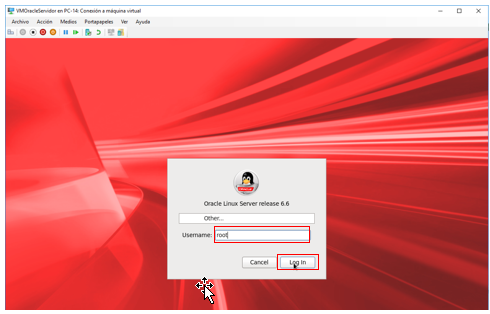 VMOracleServidor en PC-14: Conexión a máquina virtual
Archivo Acción Medios Portapapeles Ver Ayuda
Oracle Linux Server release 6.6
Other...
Username: root
Cancel Log In